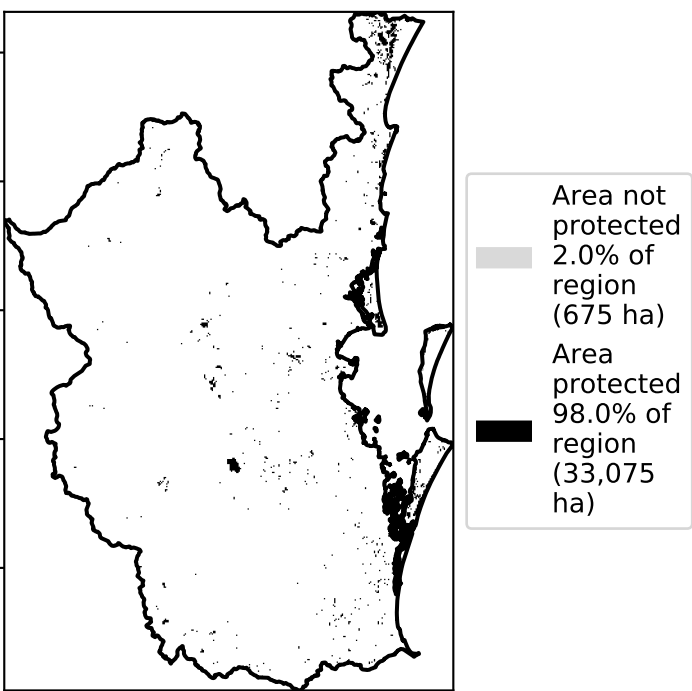 Area not
protected
2.0% of
region
(675 ha)
Area
protected
98.0% of
region
(33,075
ha)